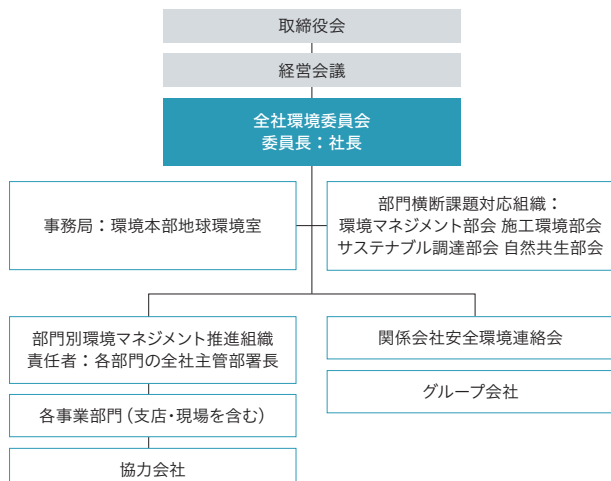 取締役会
経営会議
全社環境委員会
委員長：社長
事務局：環境本部地球環境室
部門横断課題対応組織：
環境マネジメント部会 施工環境部会
サステナブル調達部会 自然共生部会
部門別環境マネジメント推進組織
責任者：各部門の全社主管部署長
各事業部門（支店・現場を含む）
協力会社
関係会社安全環境連絡会
グループ会社